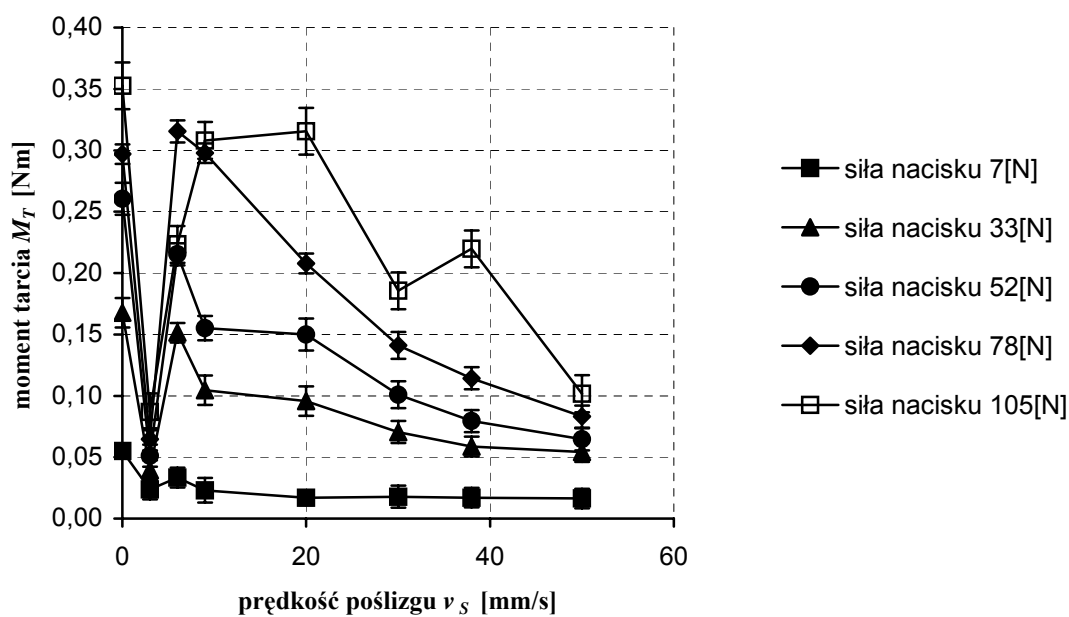 0,40
0,35
0,30
0,25
0,20
0,15
0,10
0,05
0,00
moment tarcia M_T [Nm]
0 20 40 60
prędkość poślizgu v_S [mm/s]
siła nacisku 7[N]
siła nacisku 33[N]
siła nacisku 52[N]
siła nacisku 78[N]
siła nacisku 105[N]